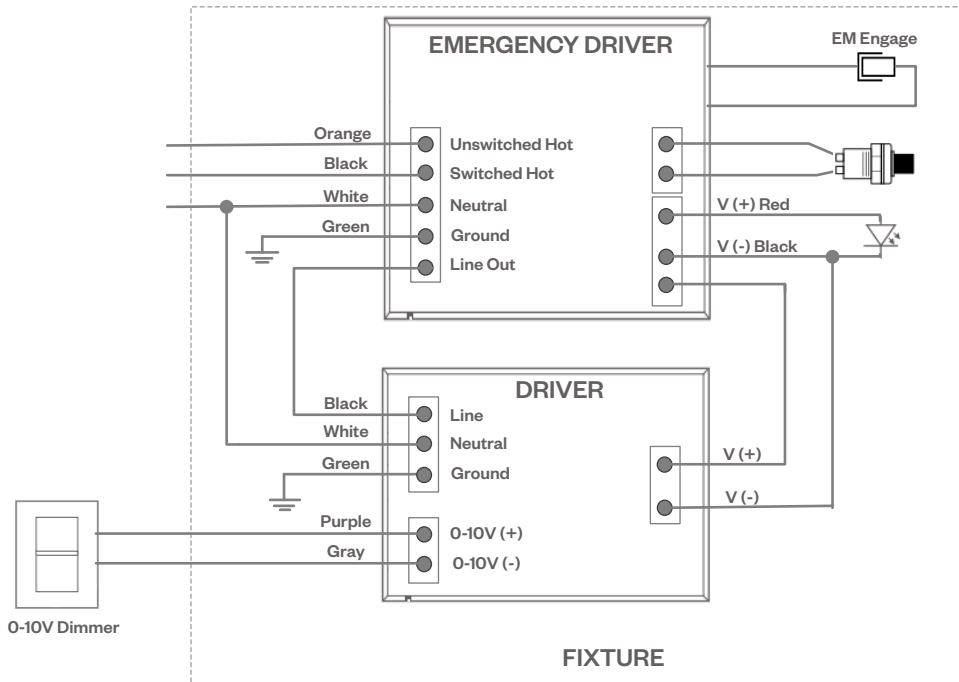 EMERGENCY DRIVER
EM Engage
Orange
Unswitched Hot
Black
Switched Hot
White
Neutral
Green
Ground
Line Out
V (+) Red
V (-) Black
DRIVER
Black
Line
White
Neutral
Green
Ground
V (+)
V (-)
Purple
0-10V (+)
Gray
0-10V (-)
0-10V Dimmer
FIXTURE